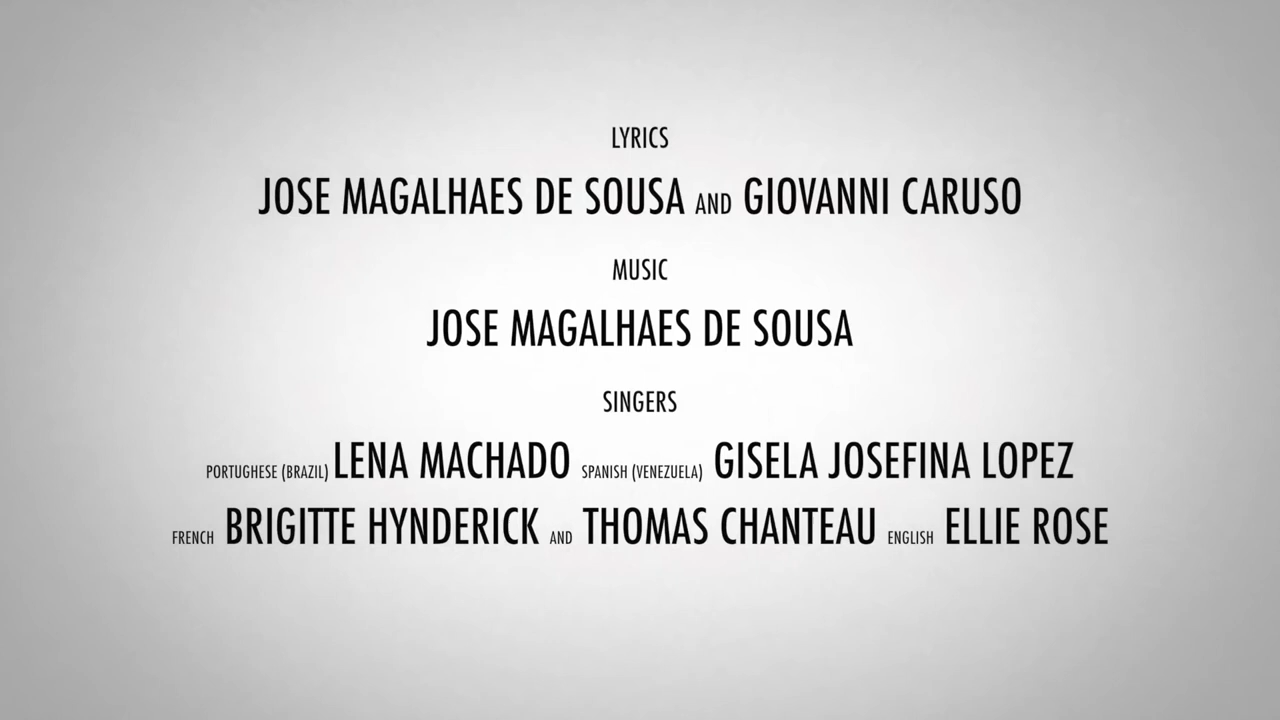 LYRICS
JOSE MAGALHAES DE SOUSA AND GIOVANNI CARUSO
MUSIC
JOSE MAGALHAES DE SOUSA
SINGERS
PORTUGHESE (BRAZIL) LENA MACHADO SPANISH (VENEZUELA) GISELA JOSEFINA LOPEZ
FRENCH BRIGITTE HYNDERICK AND THOMAS CHANTEAU ENGLISH ELLIE ROSE